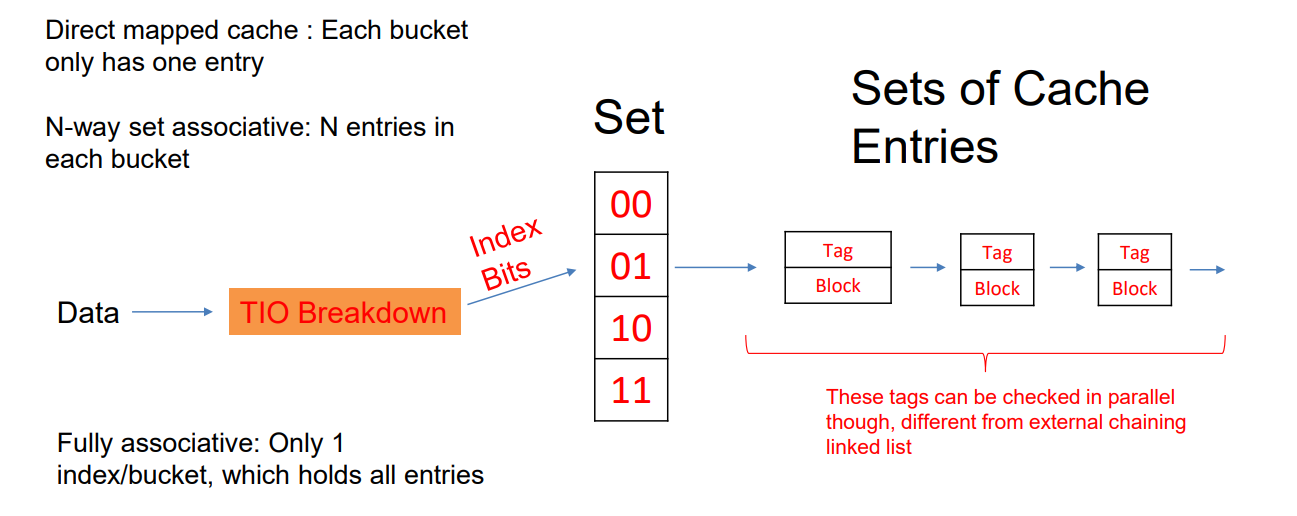 Direct mapped cache : Each bucket
only has one entry
N-way set associative: N entries in
each bucket
Set
Sets of Cache
Entries
Data
TIO Breakdown
Index
Bits
00
01
10
11
Tag
Block
Tag
Block
Tag
Block
These tags can be checked in parallel
though, different from external chaining
linked list
Fully associative: Only 1
index/bucket, which holds all entries